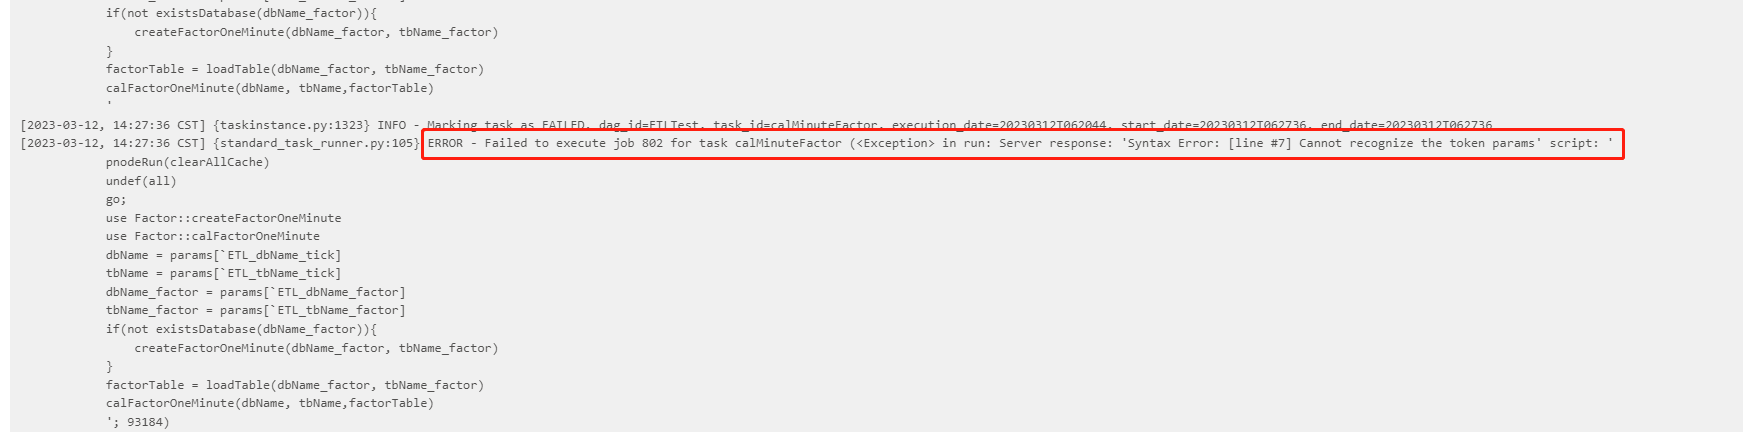 if(not existsDatabase(dbName_factor)){
createFactorOneMinute(dbName_factor, tbName_factor)
}
factorTable = loadTable(dbName_factor, tbName_factor)
calFactorOneMinute(dbName, tbName,factorTable)
'
[2023-03-12, 14:27:36 CST] {taskinstance.py:1323} INFO - Marking task as FAILED. dag_id=ETLTest, task_id=calMinuteFactor, execution_date=20230312T062044, start_date=20230312T062736, end_date=20230312T062736
[2023-03-12, 14:27:36 CST] {standard_task_runner.py:105} ERROR - Failed to execute job 802 for task calMinuteFactor (<Exception> in run: Server response: 'Syntax Error: [line #7] Cannot recognize the token params' script: '
pnodeRun(clearAllCache)
undef(all)
go;
use Factor::createFactorOneMinute
use Factor::calFactorOneMinute
dbName = params[`ETL_dbName_tick]
tbName = params[`ETL_tbName_tick]
dbName_factor = params[`ETL_dbName_factor]
tbName_factor = params[`ETL_tbName_factor]
if(not existsDatabase(dbName_factor)){
createFactorOneMinute(dbName_factor, tbName_factor)
}
factorTable = loadTable(dbName_factor, tbName_factor)
calFactorOneMinute(dbName, tbName,factorTable)
'; 93184)